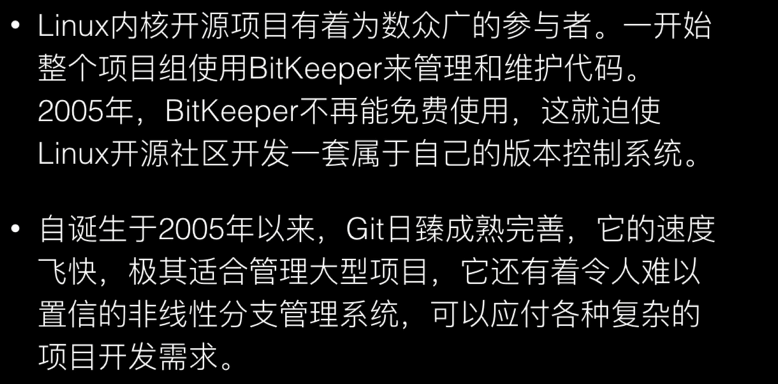 • Linux内核开源项目有着为数众广的参与者。一开始
整个项目组使用BitKeeper来管理和维护代码。
2005年，BitKeeper不再能免费使用，这就迫使
Linux开源社区开发一套属于自己的版本控制系统。
• 自诞生于2005年以来，Git日臻成熟完善，它的速度
飞快，极其适合管理大型项目，它还有着令人难以
置信的非线性分支管理系统，可以应付各种复杂的
项目开发需求。